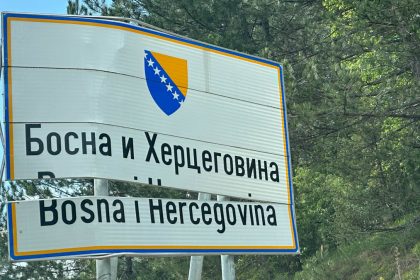 Босна и Херцеговина
Bosna i Hercegovina